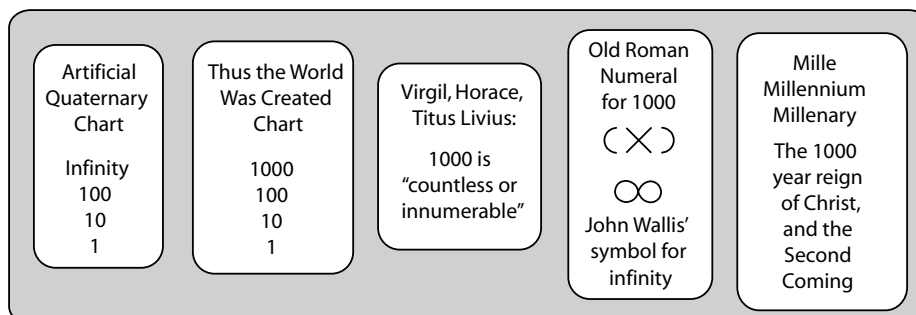 Artificial
Quaternary
Chart
Infinity
100
10
1
Thus the World
Was Created
Chart
1000
100
10
1
Virgil, Horace,
Titus Livius:
1000 is
“countless or
innumerable”
Old Roman
Numeral
for 1000
( X )
∞
John Wallis’
symbol for
infinity
Mille
Millennium
Millenary
The 1000
year reign
of Christ,
and the
Second
Coming